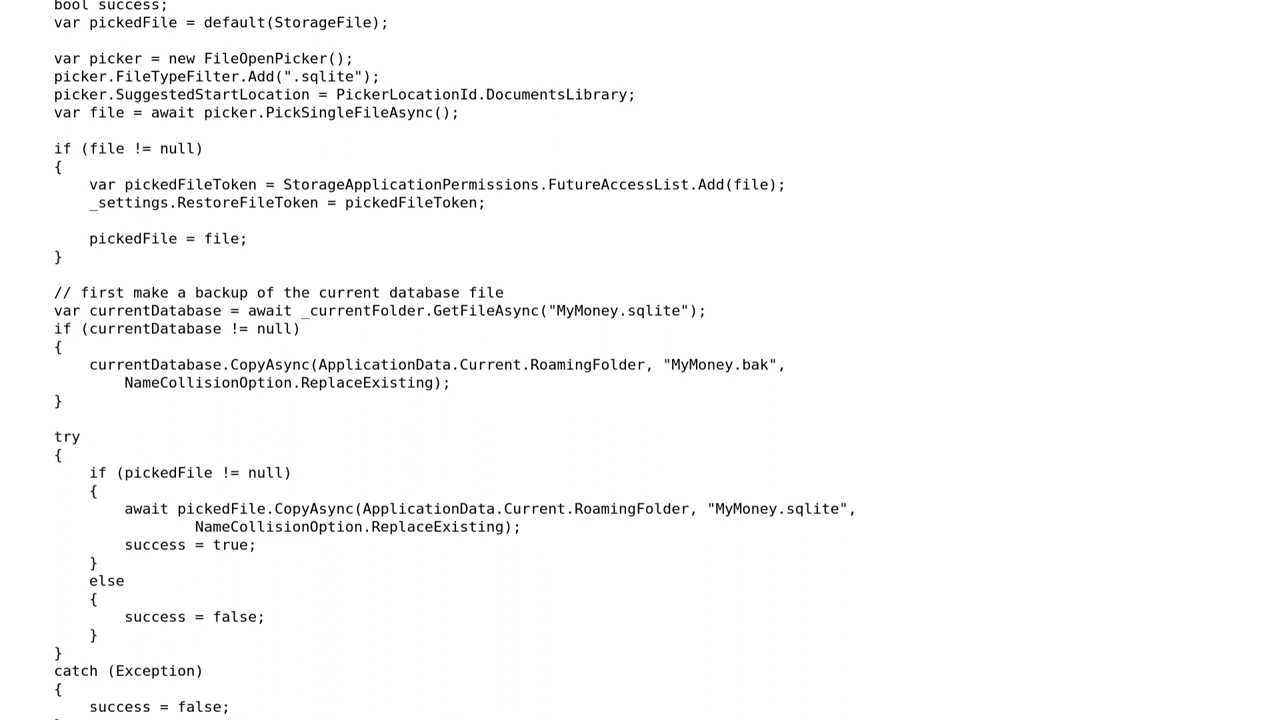 bool success;
var pickedFile = default(StorageFile);

var picker = new FileOpenPicker();
picker.FileTypeFilter.Add(".sqlite");
picker.SuggestedStartLocation = PickerLocationId.DocumentsLibrary;
var file = await picker.PickSingleFileAsync();

if (file != null)
{
    var pickedFileToken = StorageApplicationPermissions.FutureAccessList.Add(file);
    _settings.RestoreFileToken = pickedFileToken;

    pickedFile = file;
}

// first make a backup of the current database file
var currentDatabase = await _currentFolder.GetFileAsync("MyMoney.sqlite");
if (currentDatabase != null)
{
    currentDatabase.CopyAsync(ApplicationData.Current.RoamingFolder, "MyMoney.bak",
        NameCollisionOption.ReplaceExisting);
}

try
{
    if (pickedFile != null)
    {
        await pickedFile.CopyAsync(ApplicationData.Current.RoamingFolder, "MyMoney.sqlite",
                NameCollisionOption.ReplaceExisting);
        success = true;
    }
    else
    {
        success = false;
    }
}
catch (Exception)
{
    success = false;